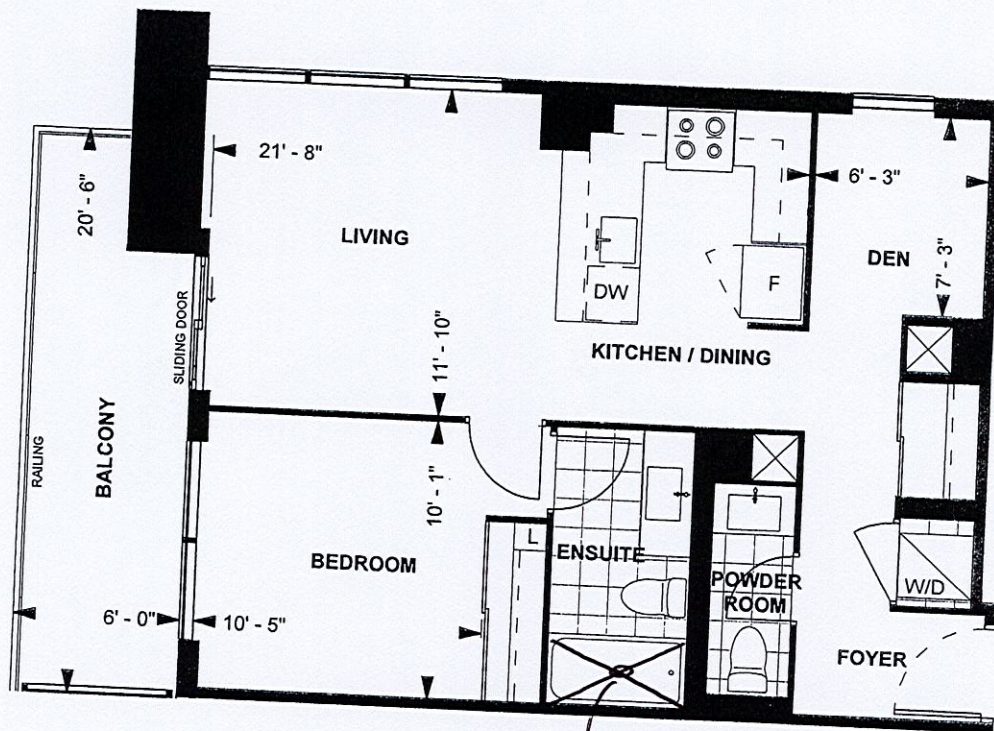 21' - 8"
20' - 6"
LIVING
6' - 3"
DEN
7' - 3"
DW
F
KITCHEN / DINING
SLIDING DOOR
11' - 10"
BALCONY
RAILING
10' - 1"
L
ENSUITE
BEDROOM
POWDER
ROOM
W/D
6' - 0"
10' - 5"
FOYER